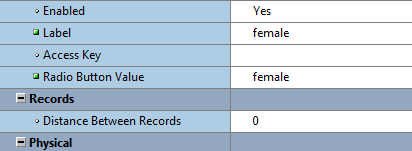 Enabled Yes
Label female
Access Key
Radio Button Value female
Records
Distance Between Records 0
Physical